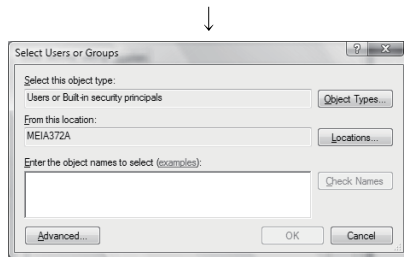 Select Users or Groups
Select this object type:
Users or Built-in security principals
Object Types...
From this location:
MEIA372A
Locations...
Enter the object names to select (examples):
Check Names
Advanced...
OK
Cancel